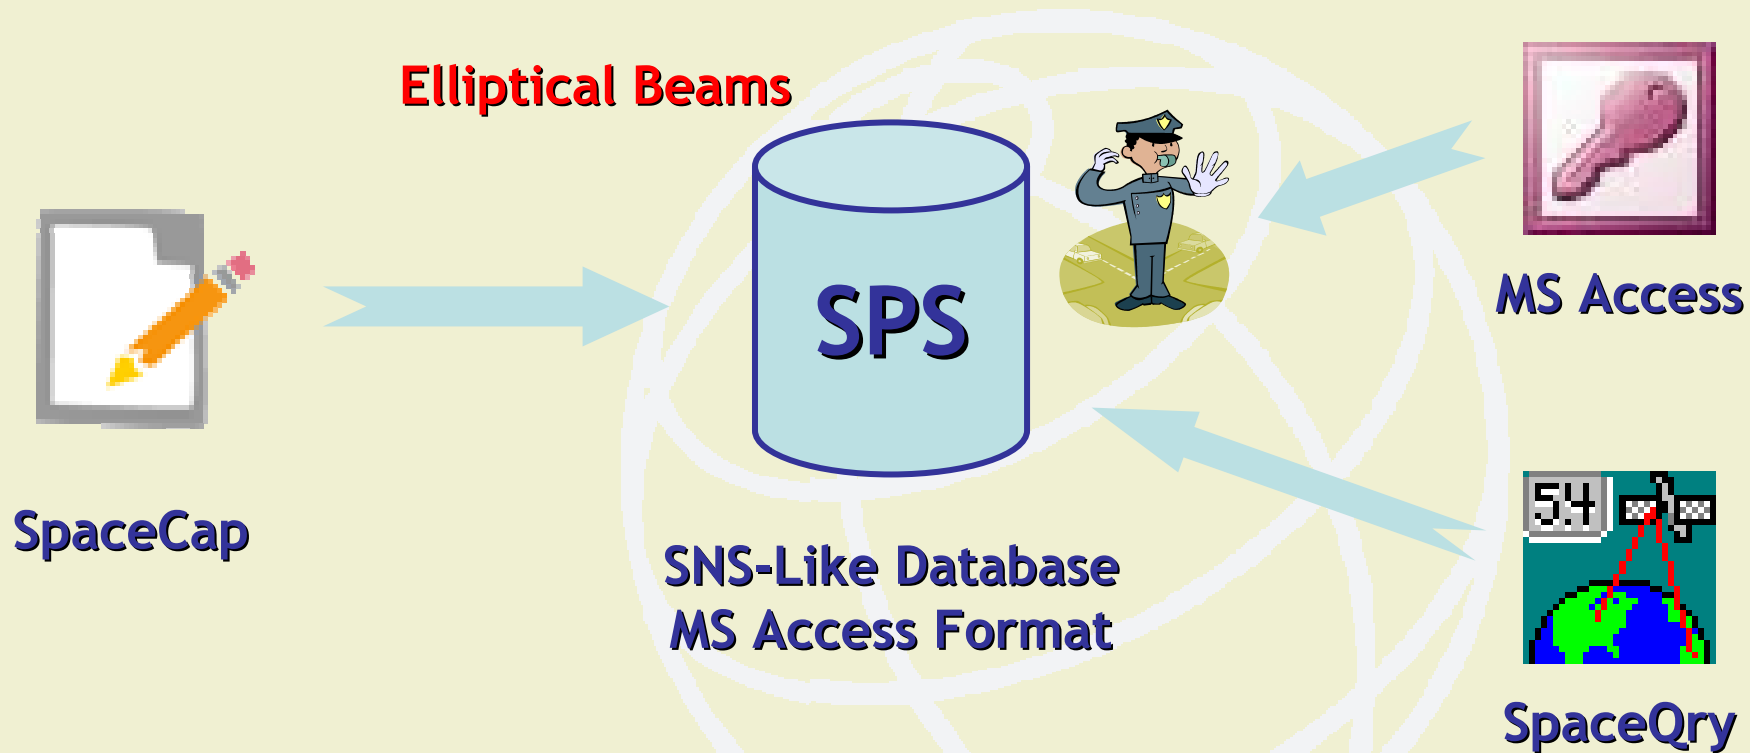 Elliptical Beams
SPS
MS Access
SpaceCap
SNS-Like Database
MS Access Format
54
SpaceQry